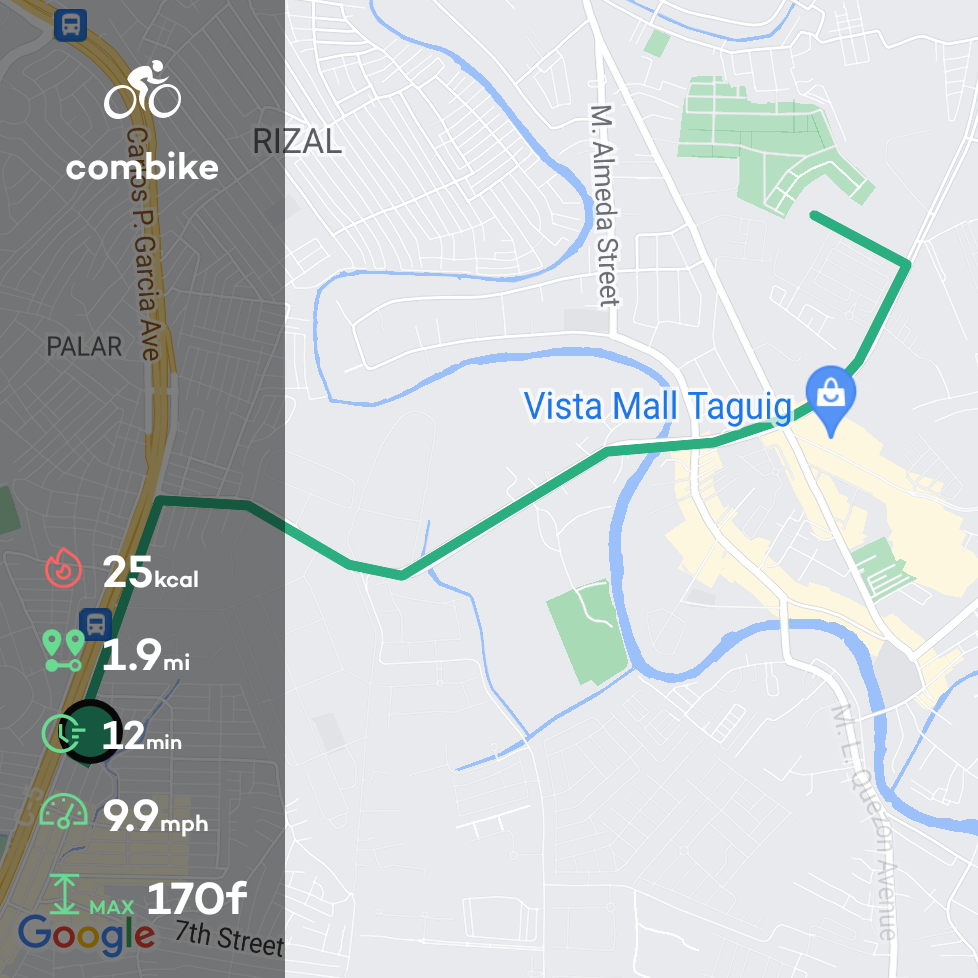 combike
RIZAL
Carlos P. Garcia Ave
M. Almeda Street
PALAR
Vista Mall Taguig
25kcal
1.9mi
12min
9.9mph
MAX 170f
M. L. Quezon Avenue
Google
7th Street